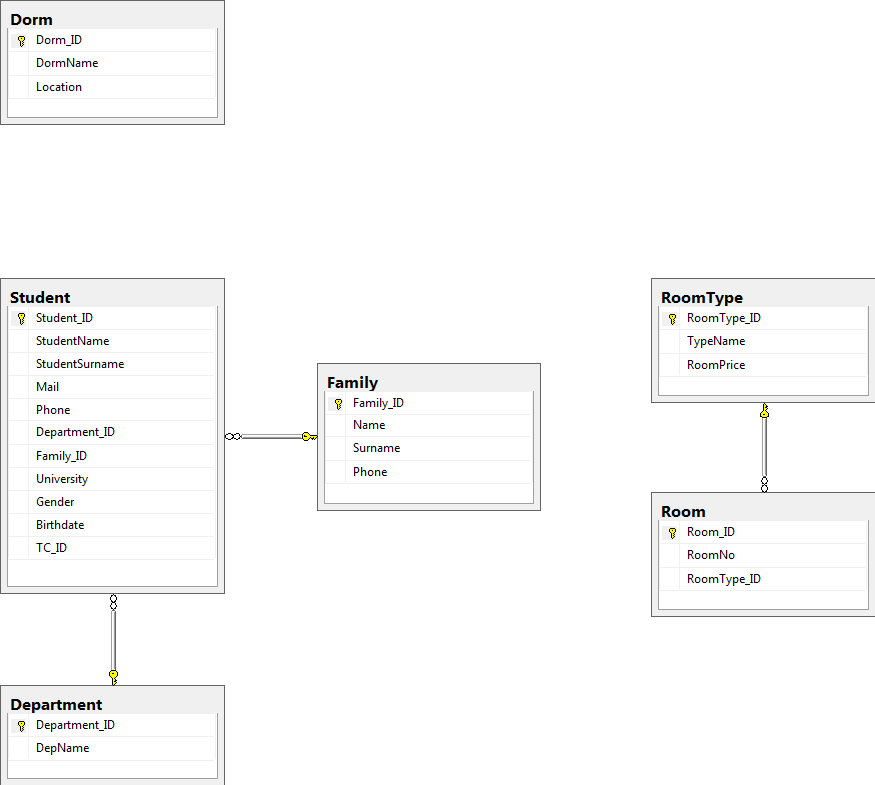 Dorm
Dorm_ID
DormName
Location
Student
Student_ID
StudentName
StudentSurname
Mail
Phone
Department_ID
Family_ID
University
Gender
Birthdate
TC_ID
Family
Family_ID
Name
Surname
Phone
RoomType
RoomType_ID
TypeName
RoomPrice
Room
Room_ID
RoomNo
RoomType_ID
Department
Department_ID
DepName